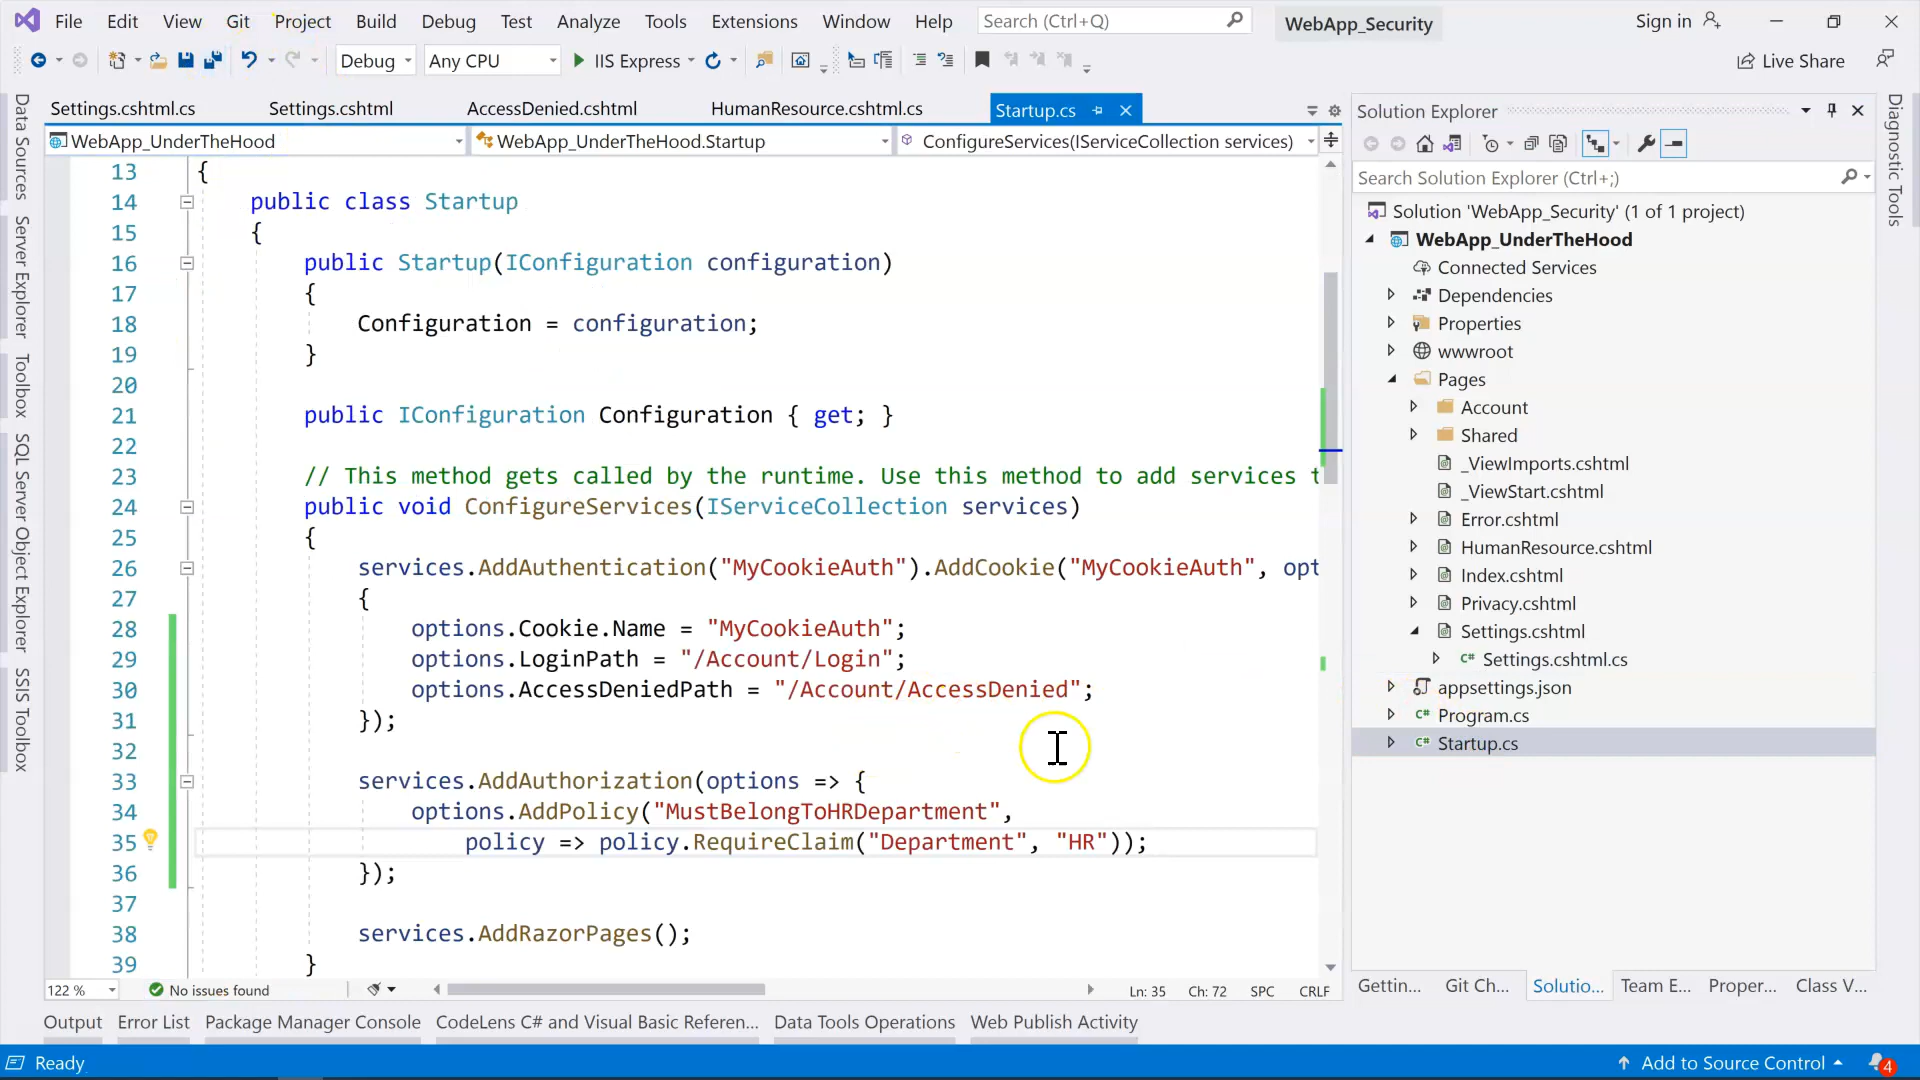 File Edit View Git Project Build Debug Test Analyze Tools Extensions Window Help Search (Ctrl+Q) WebApp_Security Sign in
Debug Any CPU IIS Express Live Share
Settings.cshtml.cs Settings.cshtml AccessDenied.cshtml HumanResource.cshtml.cs Startup.cs
WebApp_UnderTheHood WebApp_UnderTheHood.Startup ConfigureServices(IServiceCollection services)
13 {
14 public class Startup
15 {
16 public Startup(IConfiguration configuration)
17 {
18 Configuration = configuration;
19 }
20
21 public IConfiguration Configuration { get; }
22
23 // This method gets called by the runtime. Use this method to add services t
24 public void ConfigureServices(IServiceCollection services)
25 {
26 services.AddAuthentication("MyCookieAuth").AddCookie("MyCookieAuth", opt
27 {
28 options.Cookie.Name = "MyCookieAuth";
29 options.LoginPath = "/Account/Login";
30 options.AccessDeniedPath = "/Account/AccessDenied";
31 });
32
33 services.AddAuthorization(options => {
34 options.AddPolicy("MustBelongToHRDepartment",
35 policy => policy.RequireClaim("Department", "HR"));
36 });
37
38 services.AddRazorPages();
39 }
122 % No issues found Ln: 35 Ch: 72 SPC CRLF
Data Sources
Server Explorer
Toolbox
SQL Server Object Explorer
SSIS Toolbox
Solution Explorer
Search Solution Explorer (Ctrl+;)
Solution 'WebApp_Security' (1 of 1 project)
WebApp_UnderTheHood
Connected Services
Dependencies
Properties
wwwroot
Pages
Account
Shared
_ViewImports.cshtml
_ViewStart.cshtml
Error.cshtml
HumanResource.cshtml
Index.cshtml
Privacy.cshtml
Settings.cshtml
C# Settings.cshtml.cs
appsettings.json
C# Program.cs
C# Startup.cs
Gettin... Git Ch... Solutio... Team E... Proper... Class V...
Diagnostic Tools
Output Error List Package Manager Console CodeLens C# and Visual Basic Referen... Data Tools Operations Web Publish Activity
Ready Add to Source Control 4